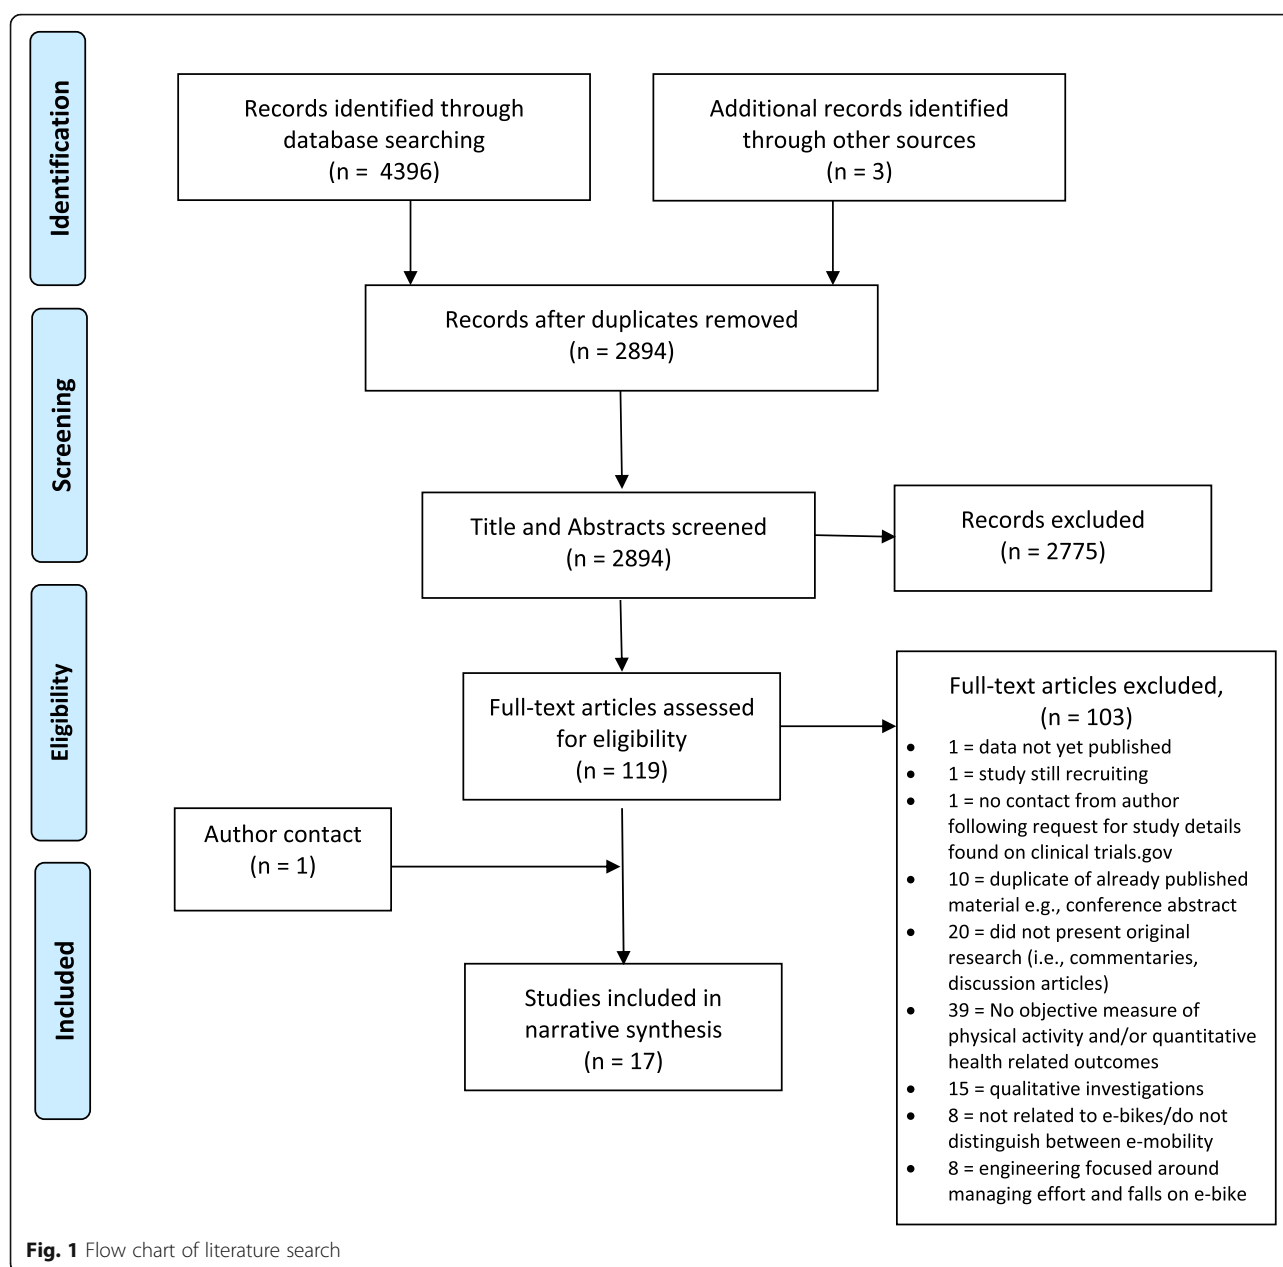 Identification
Records identified through
database searching
(n = 4396)
Additional records identified
through other sources
(n = 3)
Records after duplicates removed
(n = 2894)
Screening
Title and Abstracts screened
(n = 2894)
Records excluded
(n = 2775)
Eligibility
Full-text articles assessed
for eligibility
(n = 119)
Full-text articles excluded,
(n = 103)
• 1 = data not yet published
• 1 = study still recruiting
• 1 = no contact from author
following request for study details
found on clinical trials.gov
• 10 = duplicate of already published
material e.g., conference abstract
• 20 = did not present original
research (i.e., commentaries,
discussion articles)
• 39 = No objective measure of
physical activity and/or quantitative
health related outcomes
• 15 = qualitative investigations
• 8 = not related to e-bikes/do not
distinguish between e-mobility
• 8 = engineering focused around
managing effort and falls on e-bike
Author contact
(n = 1)
Included
Studies included in
narrative synthesis
(n = 17)
Fig. 1 Flow chart of literature search